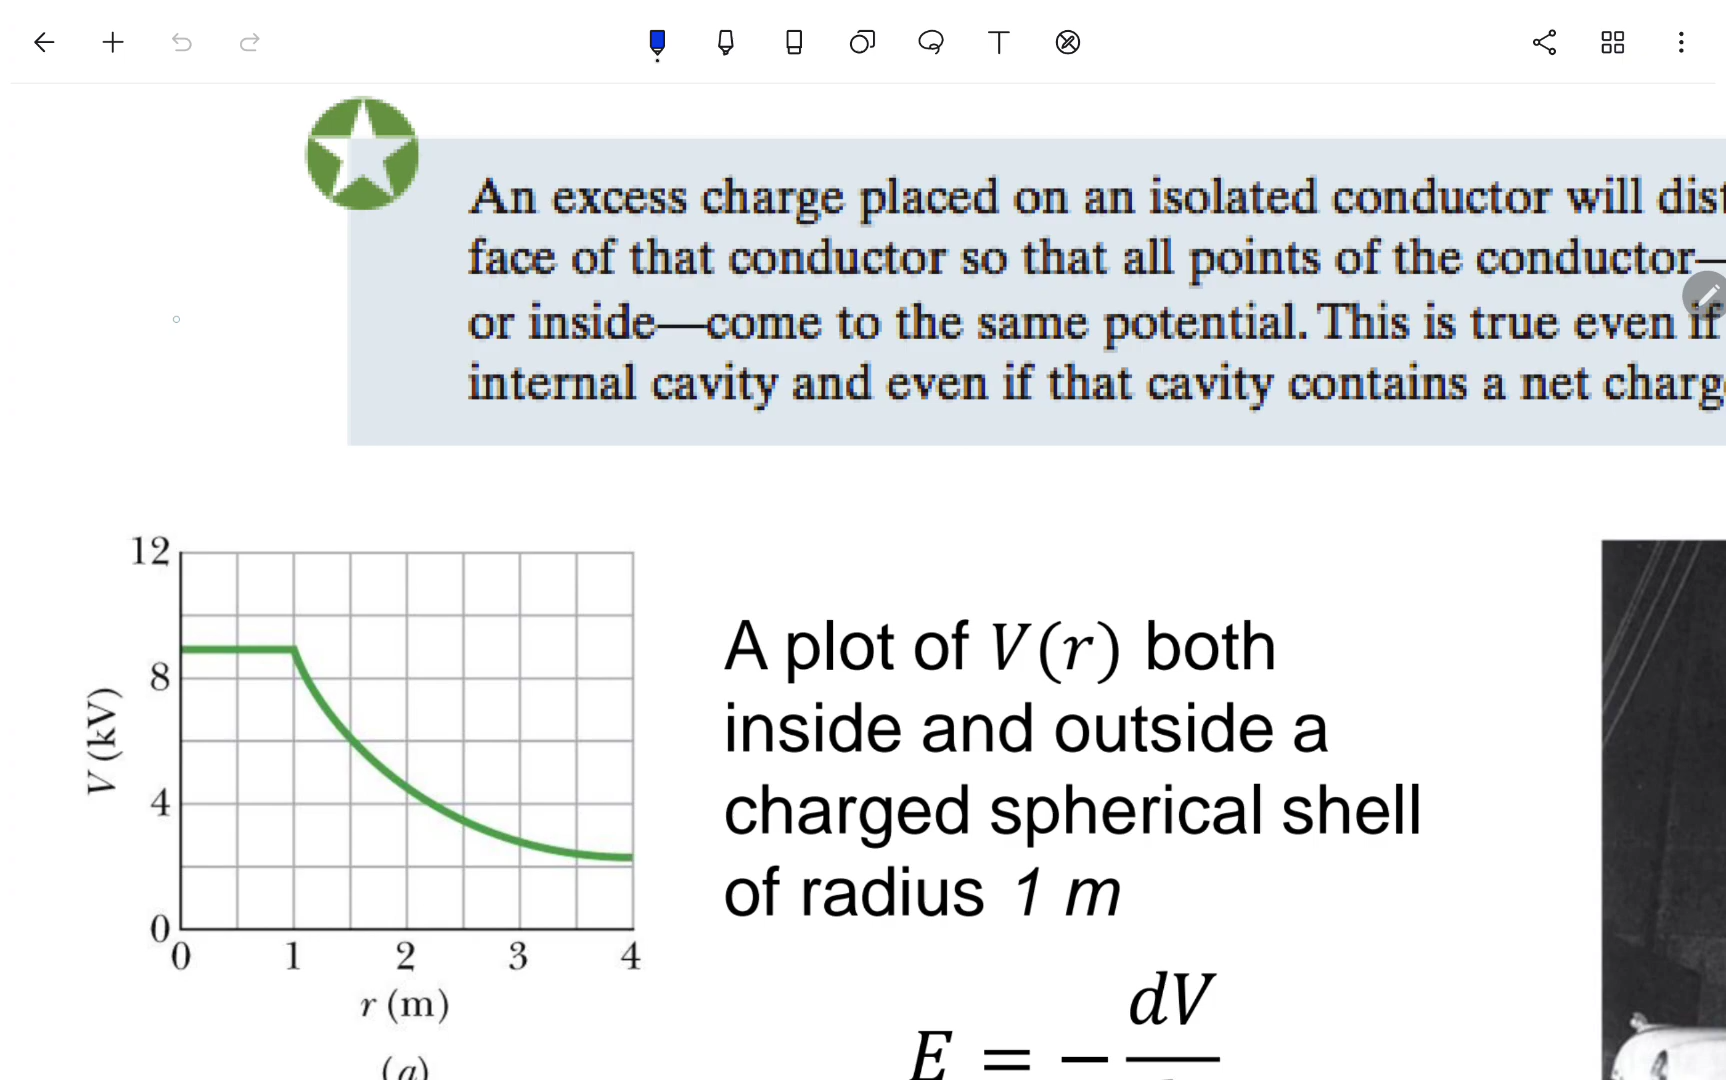 An excess charge placed on an isolated conductor will
face of that conductor so that all points of the conductor—
or inside—come to the same potential. This is true even if
internal cavity and even if that cavity contains a net
12
8
4
0
V (kV)
0 1 2 3 4
r (m)
(a)
A plot of V(r) both
inside and outside a
charged spherical shell
of radius 1 m
dV
E = −
T